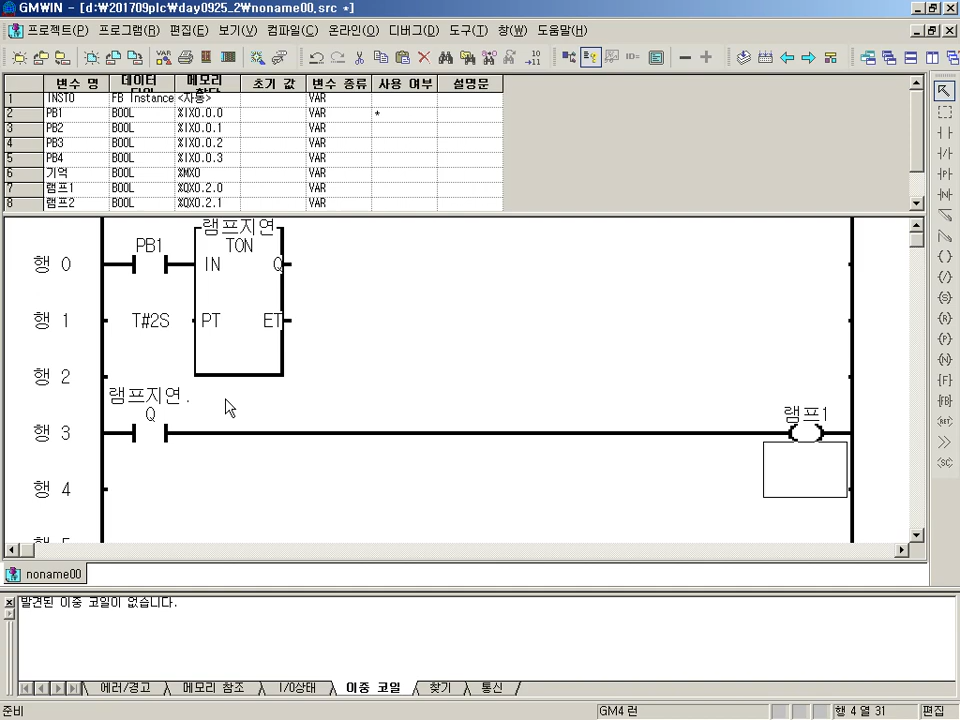 GMWIN - [d:\201709plc\day0925_2\noname00.src *]
프로젝트(P) 프로그램(R) 편집(E) 보기(V) 컴파일(C) 온라인(O) 디버그(D) 도구(T) 창(W) 도움말(H)
변수 명 데이터 메모리 초기 값 변수 종류 사용 여부 설명문
1 INST0 FB Instance <자동> VAR
2 PB1 BOOL %IX0.0.0 VAR *
3 PB2 BOOL %IX0.0.1 VAR
4 PB3 BOOL %IX0.0.2 VAR
5 PB4 BOOL %IX0.0.3 VAR
6 기억 BOOL %MX0 VAR
7 램프1 BOOL %QX0.2.0 VAR
8 램프2 BOOL %QX0.2.1 VAR
램프지연
PB1 TON
행 0 IN Q
행 1 T#2S PT ET
행 2
램프지연.
Q 램프1
행 3
행 4
noname00
발견된 이중 코일이 없습니다.
에러/경고 메모리 참조 I/O상태 이중 코일 찾기 통신
준비 GM4 런 행 4 열 31 편집